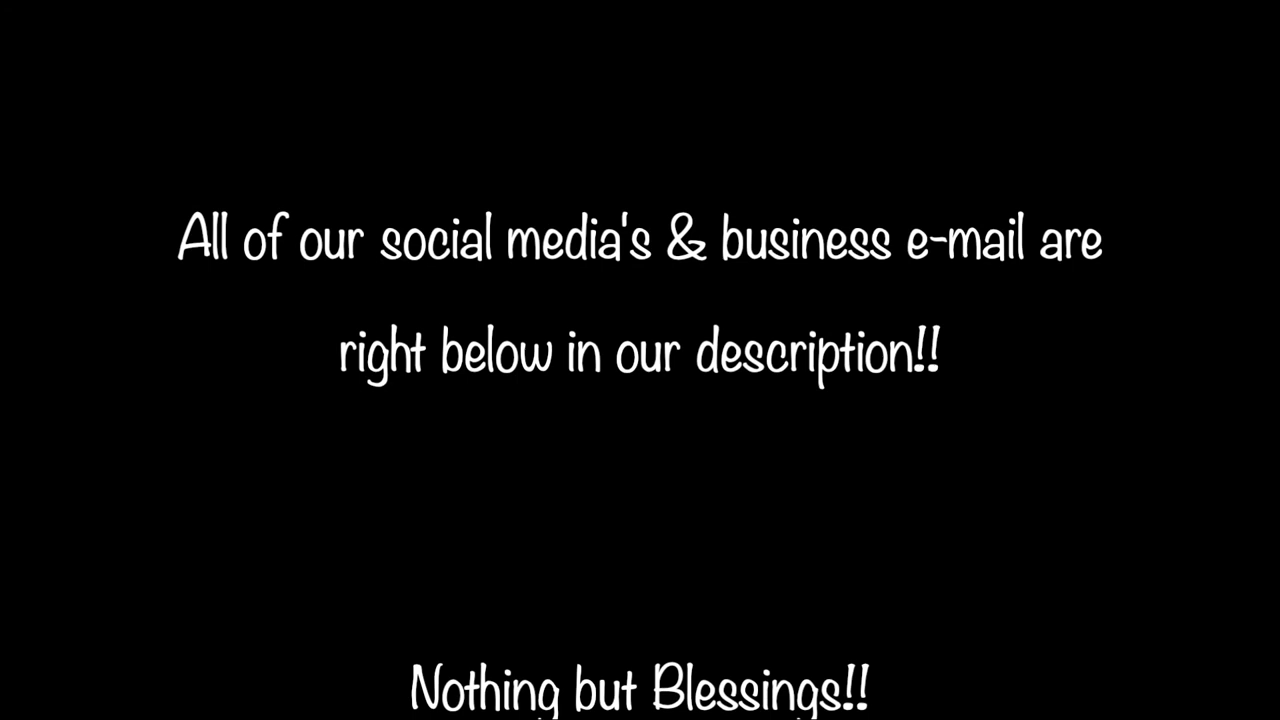 All of our social media's & business e-mail are
right below in our description!!
Nothing but Blessings!!